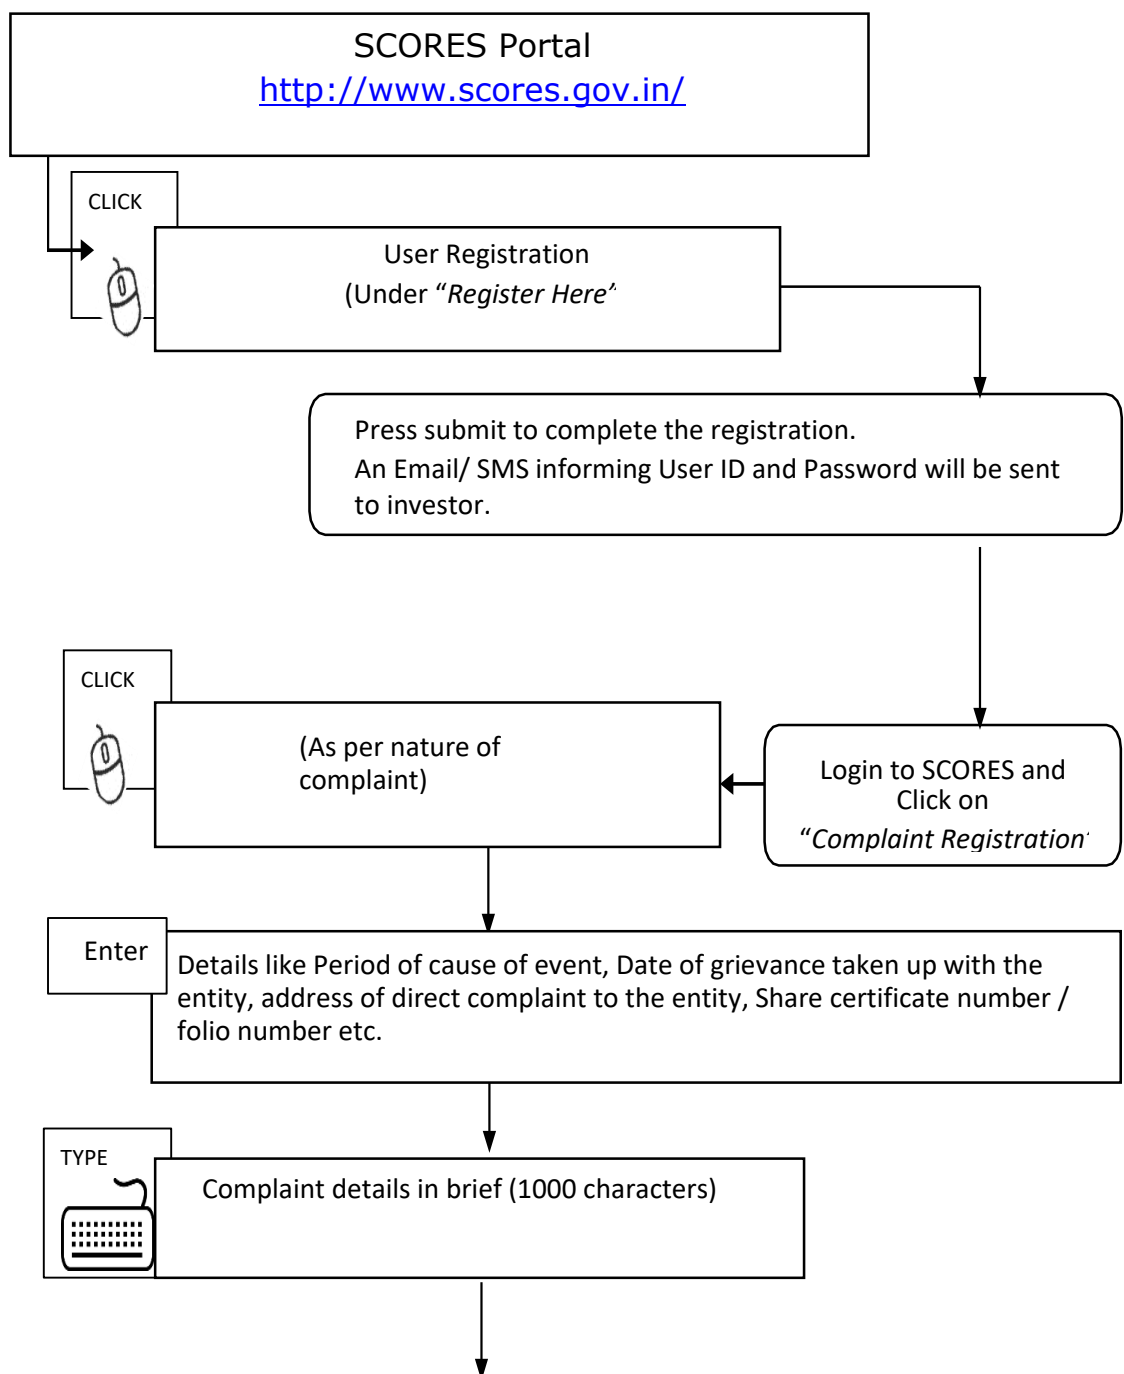 SCORES Portal
http://www.scores.gov.in/
CLICK
User Registration
(Under “Register Here”
Press submit to complete the registration.
An Email/ SMS informing User ID and Password will be sent
to investor.
CLICK
(As per nature of
complaint)
Login to SCORES and
Click on
“Complaint Registration”
Enter
Details like Period of cause of event, Date of grievance taken up with the
entity, address of direct complaint to the entity, Share certificate number /
folio number etc.
TYPE
Complaint details in brief (1000 characters)